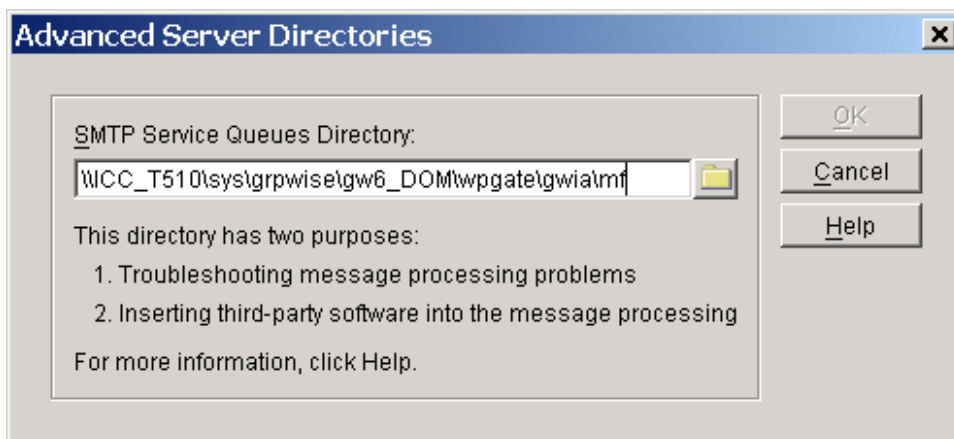 Advanced Server Directories
SMTP Service Queues Directory:
\\ICC_T510\sys\grpwise\gw6_DOM\wpgate\gwia\mf
This directory has two purposes:
1. Troubleshooting message processing problems
2. Inserting third-party software into the message processing
For more information, click Help.
OK
Cancel
Help